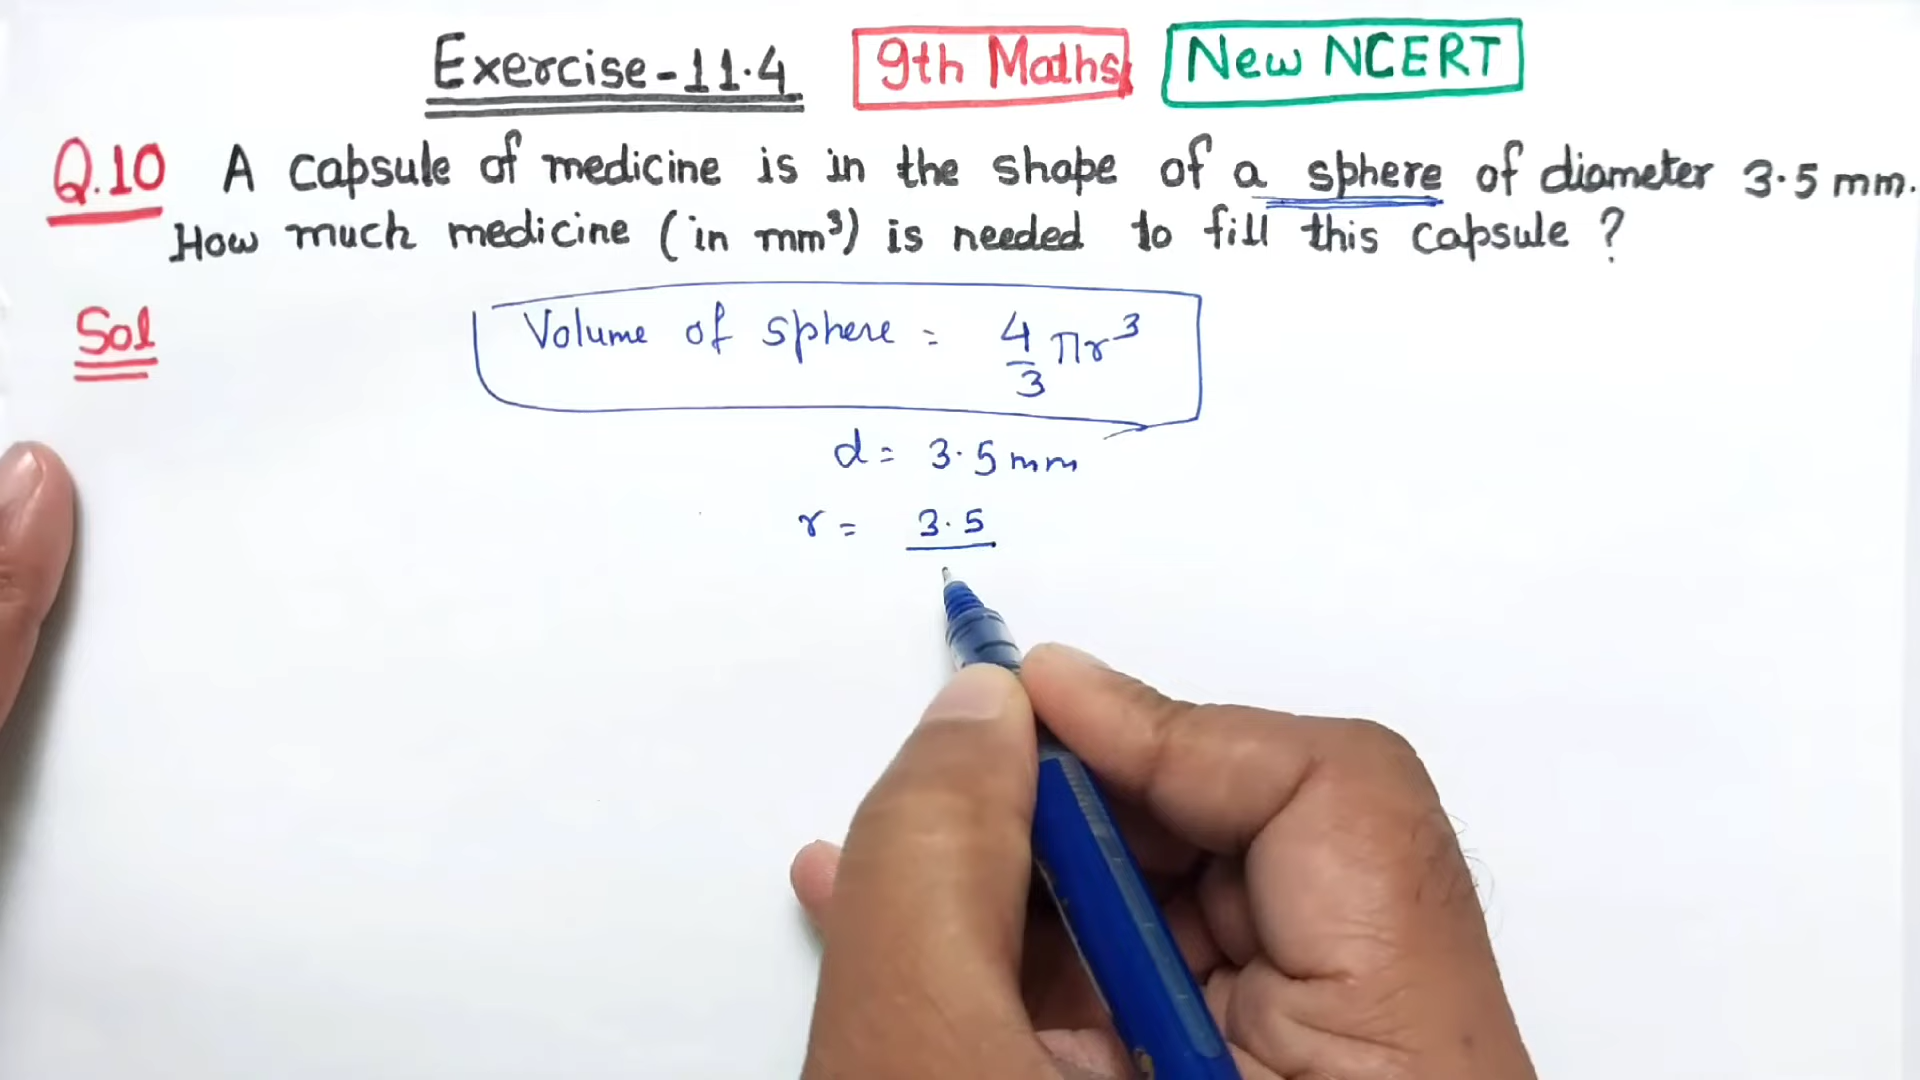 Exercise-11.4 9th Maths New NCERT
Q.10 A capsule of medicine is in the shape of a sphere of diameter 3.5 mm.
How much medicine (in mm³) is needed to fill this capsule ?
Sol
Volume of sphere = 4/3 πr³
d = 3.5 mm
r = 3.5